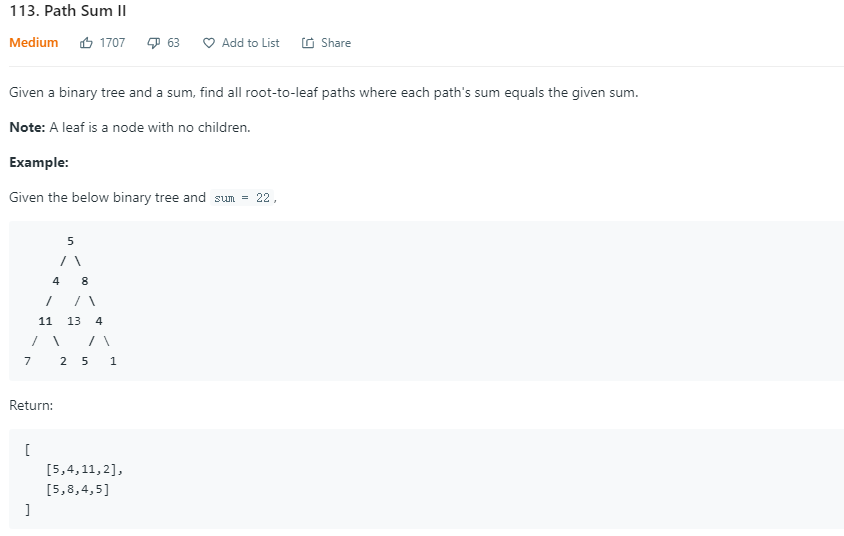 113. Path Sum II
Medium 1707 63 Add to List Share
Given a binary tree and a sum, find all root-to-leaf paths where each path's sum equals the given sum.
Note: A leaf is a node with no children.
Example:
Given the below binary tree and sum = 22,
      5
     / \
    4   8
   /   / \
  11  13  4
 /  \    / \
7    2  5   1
Return:
[
   [5,4,11,2],
   [5,8,4,5]
]